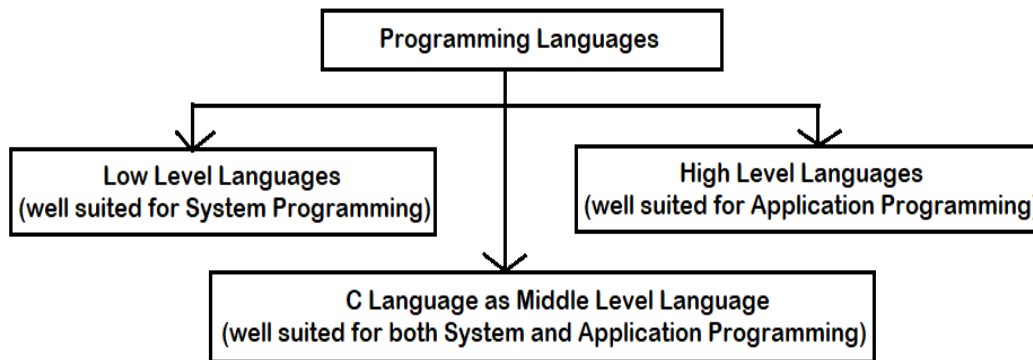 Programming Languages
Low Level Languages
(well suited for System Programming)
High Level Languages
(well suited for Application Programming)
C Language as Middle Level Language
(well suited for both System and Application Programming)